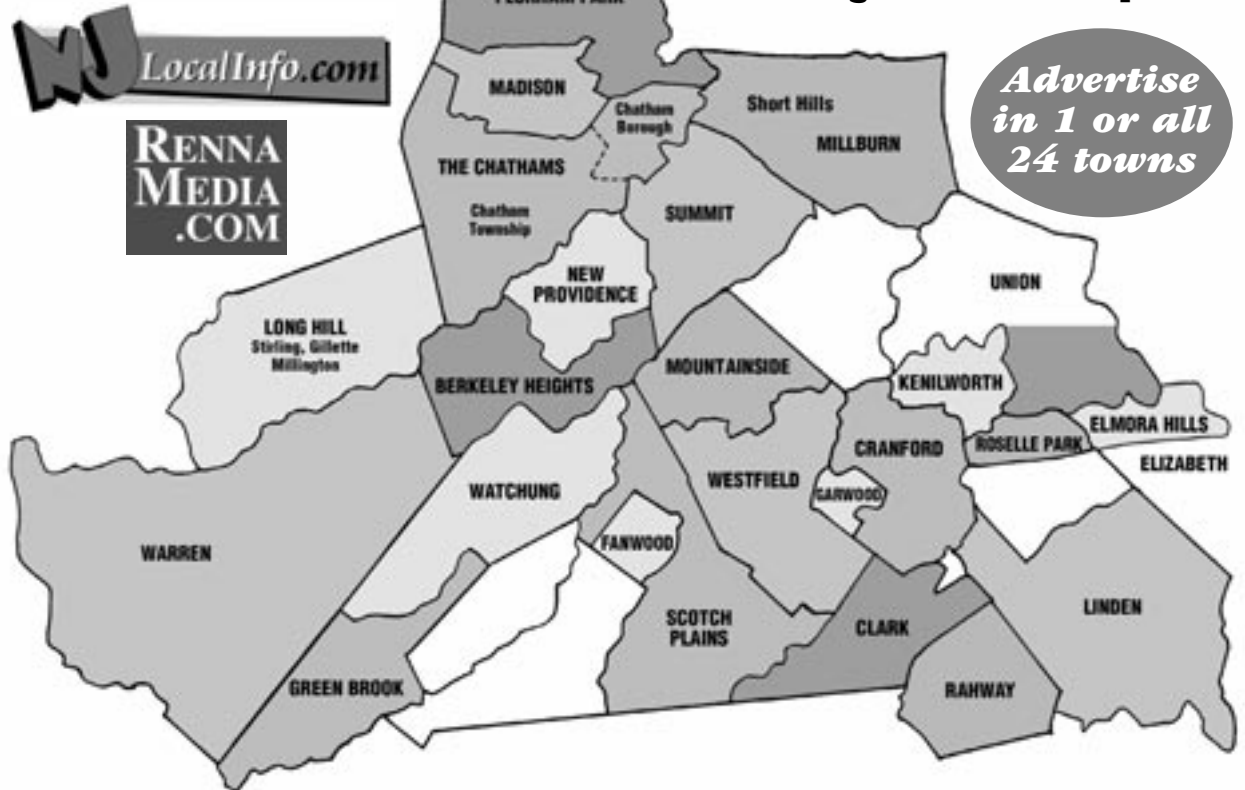 NJ LocalInfo.com
RENNA
MEDIA
.COM
Advertise
in 1 or all
24 towns
MADISON
Chatham
Borough
Short Hills
MILLBURN
THE CHATHAMS
Chatham
Township
SUMMIT
NEW
PROVIDENCE
UNION
LONG HILL
Stirling, Gillette
Millington
BERKELEY HEIGHTS
MOUNTAINSIDE
KENILWORTH
ELMORA HILLS
ROSELLE PARK
ELIZABETH
CRANFORD
WESTFIELD
GARWOOD
WATCHUNG
FANWOOD
WARREN
SCOTCH
PLAINS
CLARK
LINDEN
GREEN BROOK
RAHWAY